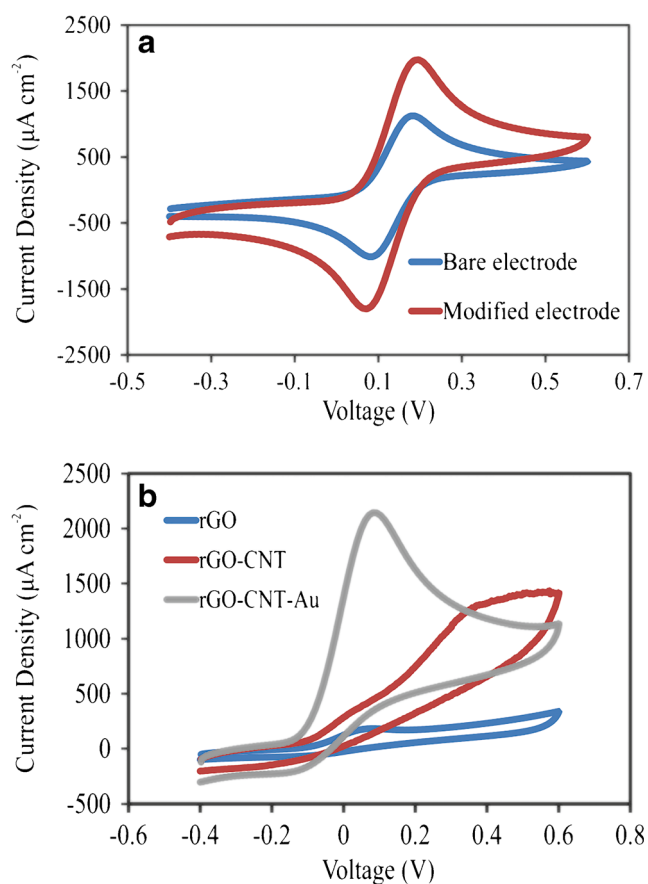 a
2500
1500
500
-500
-1500
-2500
Current Density (µA cm⁻²)
Bare electrode
Modified electrode
-0.5 -0.3 -0.1 0.1 0.3 0.5 0.7
Voltage (V)
b
2500
2000
1500
1000
500
0
-500
Current Density (µA cm⁻²)
rGO
rGO-CNT
rGO-CNT-Au
-0.6 -0.4 -0.2 0 0.2 0.4 0.6 0.8
Voltage (V)